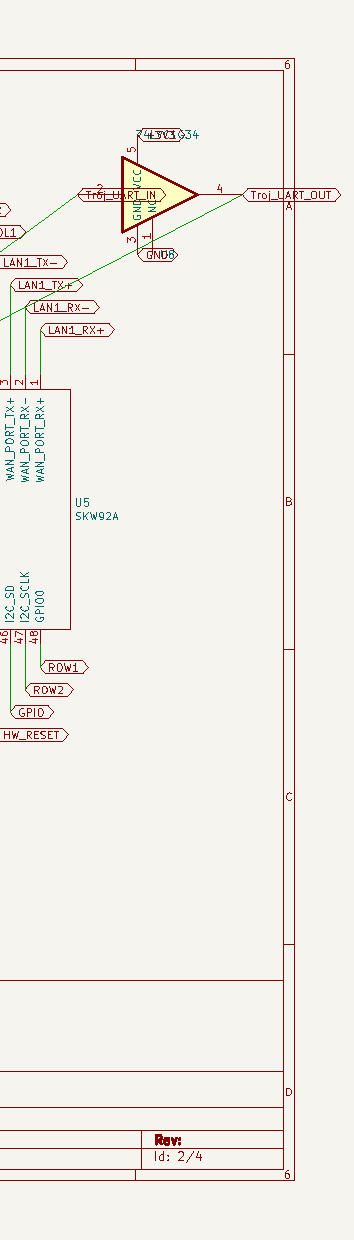 6
+3V3
5
VCC
2
Troj_UART_IN
4
Troj_UART_OUT
A
GND
NC
3
1
LAN1_TX-
LAN1_TX+
LAN1_RX-
LAN1_RX+
3
2
1
WAN_PORT_TX+
WAN_PORT_RX-
WAN_PORT_RX+
U5
SKW92A
B
I2C_SD
I2C_SCLK
GPIO0
46
47
48
ROW1
ROW2
GPIO
HW_RESET
C
D
Rev:
Id: 2/4
6